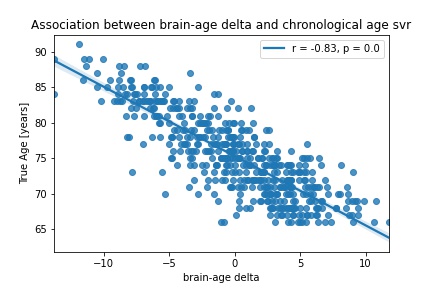 Association between brain-age delta and chronological age svr
r = -0.83, p = 0.0
True Age [years]
90
85
80
75
70
65
−10
−5
0
5
10
brain-age delta